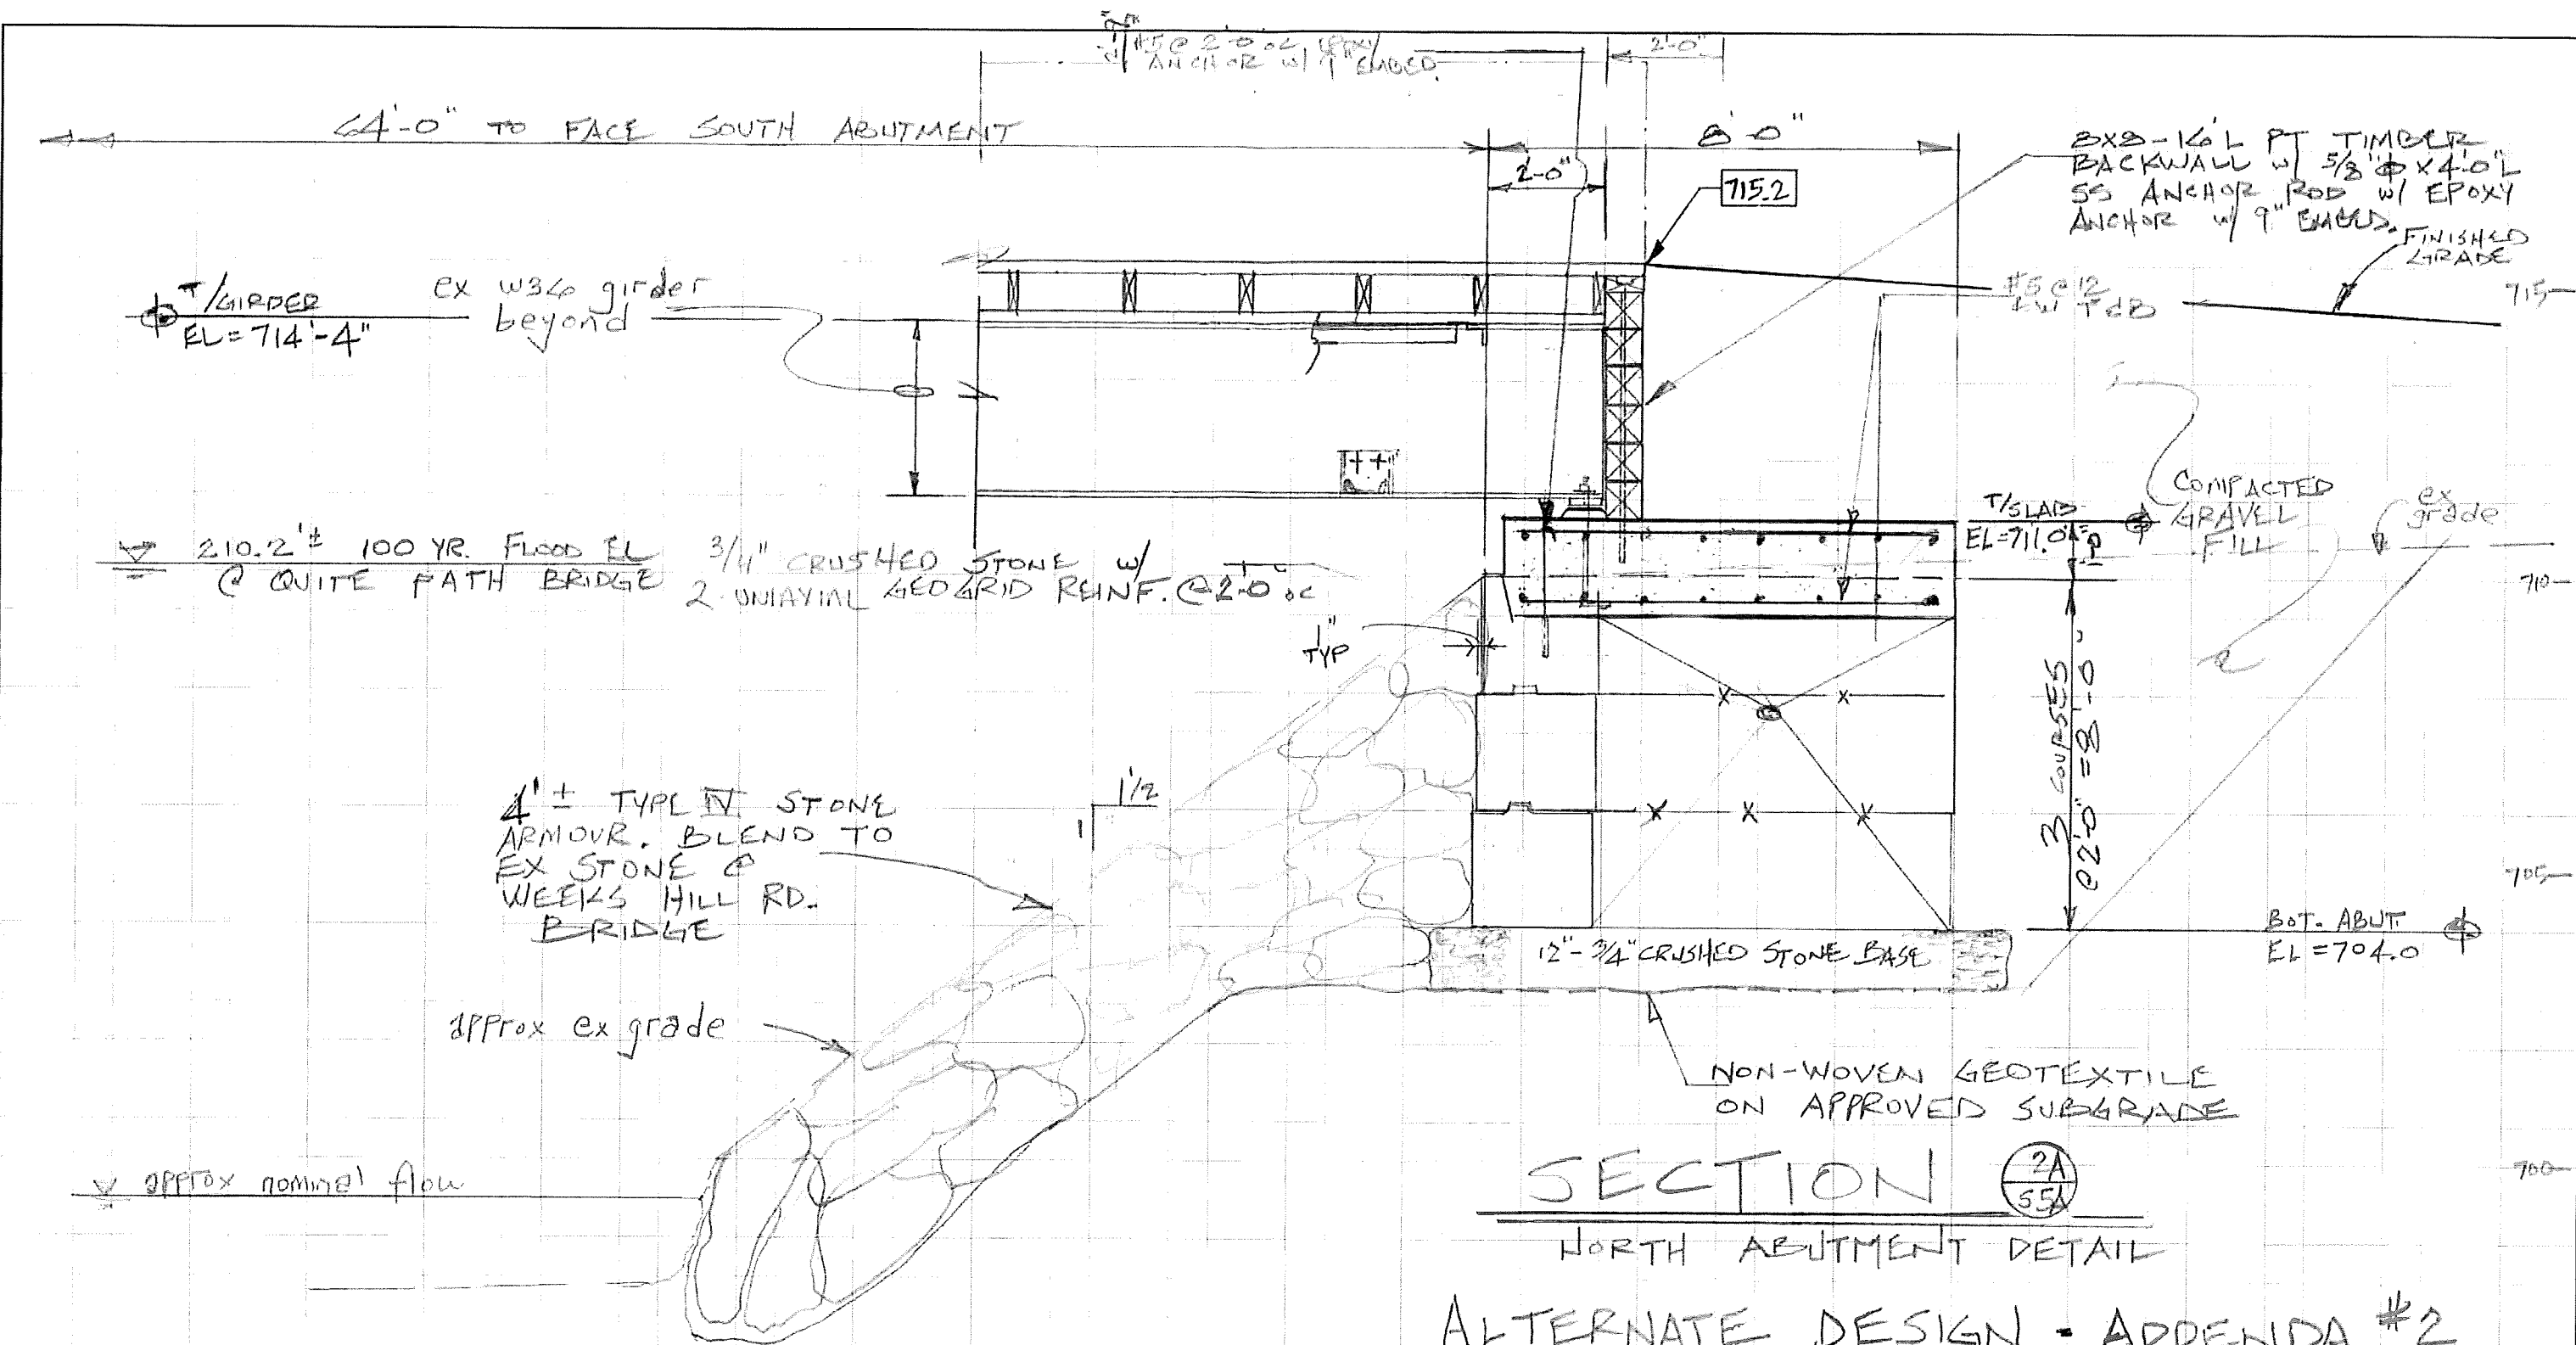 #5 @ 2'-0" oc EPOXY
ANCHOR w/ 9" EMBED.
2'-0"
64'-0" TO FACE SOUTH ABUTMENT
8'-0"
2'-0"
715.2
8X8-16'L PT TIMBER
BACKWALL w/ 5/8"ϕ X 4'-0"L
SS ANCHOR ROD w/ EPOXY
ANCHOR w/ 9" EMBED.
FINISHED
GRADE
T/GIRDER
EL=714'-4"
ex w36 girder
beyond
#5 @ 12
EW T&B
715
COMPACTED
GRAVEL
FILL
ex
grade
T/SLAB
EL=711.0'±
210.2'± 100 YR. FLOOD EL
@ QUITE PATH BRIDGE
3/4" CRUSHED STONE w/
2 UNIAXIAL GEOGRID REINF. @ 2'-0" oc
710
1"
TYP
3 COURSES
@2'-0" = 8'-0"
4'± TYPE IV STONE
ARMOUR. BLEND TO
EX STONE @
WEEKS HILL RD.
BRIDGE
1 1/2
1
705
BOT. ABUT.
EL=704.0
12"-3/4" CRUSHED STONE BASE
approx ex grade
NON-WOVEN GEOTEXTILE
ON APPROVED SUBGRADE
approx nominal flow
SECTION
2A
S5A
700
NORTH ABUTMENT DETAIL
ALTERNATE DESIGN - ADDENDA #2